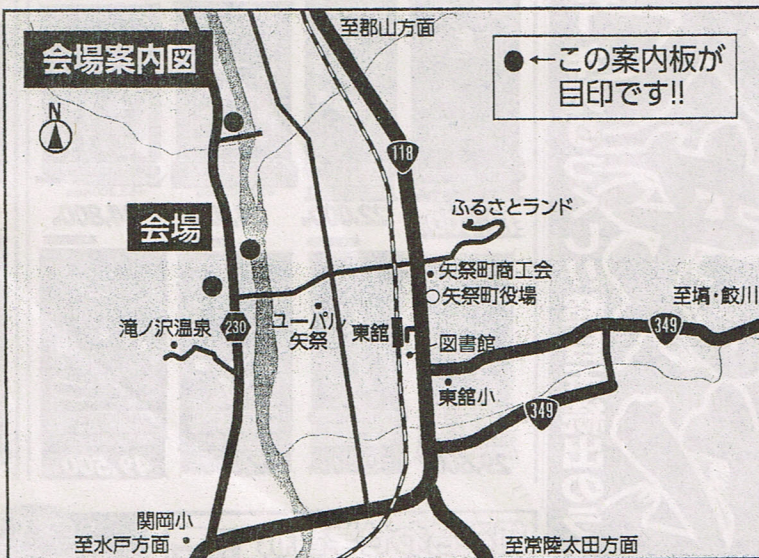 会場案内図
至郡山方面
●←この案内板が
目印です!!
N
118
ふるさとランド
会場
矢祭町商工会
矢祭町役場
至塙・鮫川
滝ノ沢温泉
230
ユーパル
矢祭
東舘
図書館
349
東舘小
349
関岡小
至水戸方面
至常陸太田方面